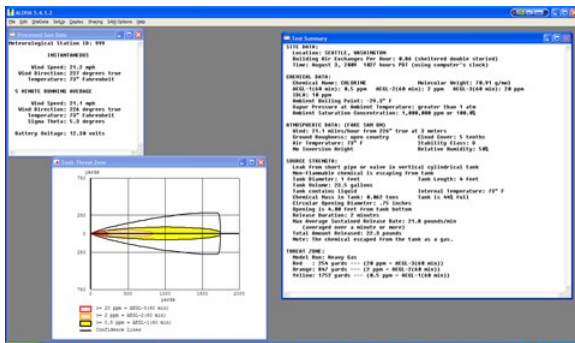 ALOHA 5.4.1.2
File Edit SiteData SetUp Display Sharing SAM Options Help
Processed Sam Data
Meteorological Station ID: 999
INSTANTANEOUS
Wind Speed: 21.2 mph
Wind Direction: 227 degrees true
Temperature: 73° Fahrenheit
5 MINUTE RUNNING AVERAGE
Wind Speed: 21.1 mph
Wind Direction: 226 degrees true
Temperature: 73° Fahrenheit
Sigma Theta: 5.3 degrees
Battery Voltage: 12.30 volts
Toxic Threat Zone
yards
750
250
0
250
750
0 500 1000 1500 2000
yards
>= 20 ppm = AEGL-3(60 min)
>= 2 ppm = AEGL-2(60 min)
>= 0.5 ppm = AEGL-1(60 min)
Confidence Lines
Text Summary
SITE DATA:
Location: SEATTLE, WASHINGTON
Building Air Exchanges Per Hour: 0.86 (sheltered double storied)
Time: August 3, 2009 1027 hours PDT (using computer's clock)
CHEMICAL DATA:
Chemical Name: CHLORINE Molecular Weight: 70.91 g/mol
AEGL-1(60 min): 0.5 ppm AEGL-2(60 min): 2 ppm AEGL-3(60 min): 20 ppm
IDLH: 10 ppm
Ambient Boiling Point: -29.3° F
Vapor Pressure at Ambient Temperature: greater than 1 atm
Ambient Saturation Concentration: 1,000,000 ppm or 100.0%
ATMOSPHERIC DATA: (FAKE SAM ON)
Wind: 21.1 miles/hour from 226° true at 3 meters
Ground Roughness: open country Cloud Cover: 5 tenths
Air Temperature: 73° F Stability Class: D
No Inversion Height Relative Humidity: 50%
SOURCE STRENGTH:
Leak from short pipe or valve in vertical cylindrical tank
Non-flammable chemical is escaping from tank
Tank Diameter: 1 feet Tank Length: 4 feet
Tank Volume: 23.5 gallons
Tank contains liquid Internal Temperature: 73° F
Chemical Mass in Tank: 0.062 tons Tank is 44% full
Circular Opening Diameter: .75 inches
Opening is 4.00 feet from tank bottom
Release Duration: 2 minutes
Max Average Sustained Release Rate: 21.8 pounds/min
(averaged over a minute or more)
Total Amount Released: 22.3 pounds
Note: The chemical escaped from the tank as a gas.
THREAT ZONE:
Model Run: Heavy Gas
Red : 254 yards --- (20 ppm = AEGL-3(60 min))
Orange: 847 yards --- (2 ppm = AEGL-2(60 min))
Yellow: 1752 yards --- (0.5 ppm = AEGL-1(60 min))